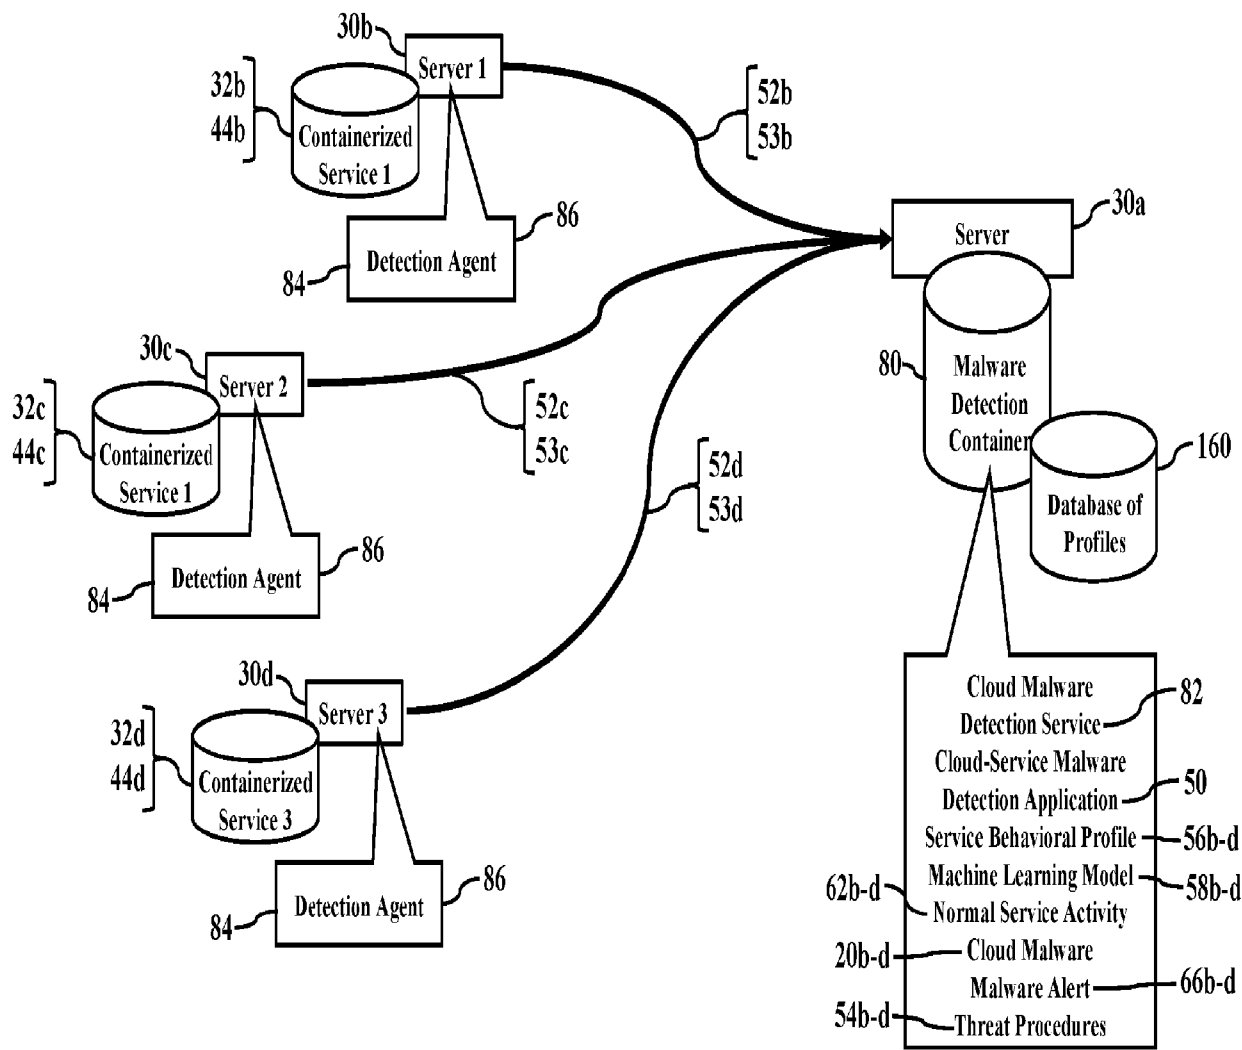 30b
Server 1
32b
44b
Containerized
Service 1
52b
53b
86
Detection Agent
84
30a
Server
30c
Server 2
32c
44c
Containerized
Service 1
52c
53c
86
Detection Agent
84
52d
53d
80
Malware
Detection
Container
160
Database of
Profiles
30d
Server 3
32d
44d
Containerized
Service 3
86
Detection Agent
84
Cloud Malware
Detection Service
82
Cloud-Service Malware
Detection Application
50
Service Behavioral Profile
56b-d
Machine Learning Model
58b-d
62b-d
Normal Service Activity
20b-d
Cloud Malware
Malware Alert
66b-d
54b-d
Threat Procedures